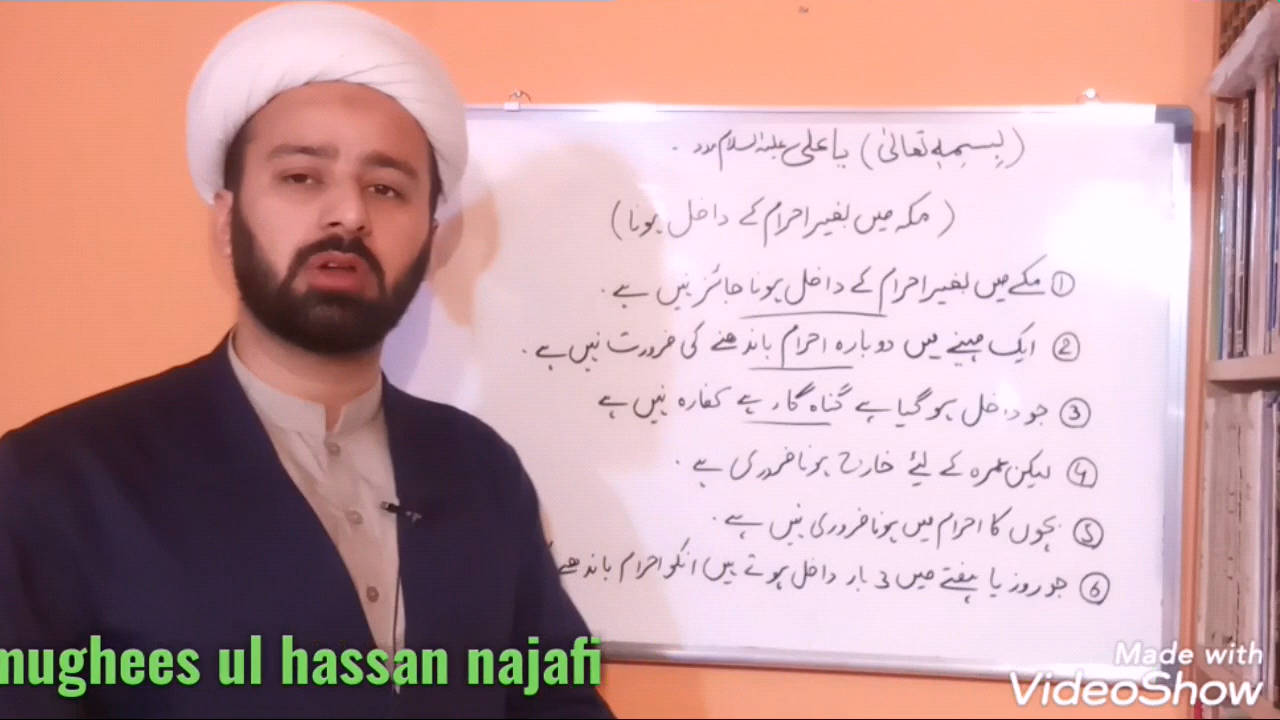 (بسمہ تعالیٰ) یا علی علیہ السلام مدد۔
(مکہ میں بغیر احرام کے داخل ہونا)
① مکے میں بغیر احرام کے داخل ہونا جائز نہیں ہے۔
② ایک مہینے میں دوبارہ احرام باندھنے کی ضرورت نہیں ہے۔
③ جو داخل ہو گیا ہے گناہ گار ہے کفارہ نہیں ہے
④ لیکن عمرہ کے لیئے خارج ہونا ضروری ہے۔
⑤ بچوں کا احرام میں ہونا ضروری نہیں ہے۔
⑥ جو روز یا ہفتے میں 3 بار داخل ہوتے ہیں انکو احرام باندھنے
mughees ul hassan najafi
Made with
VideoShow